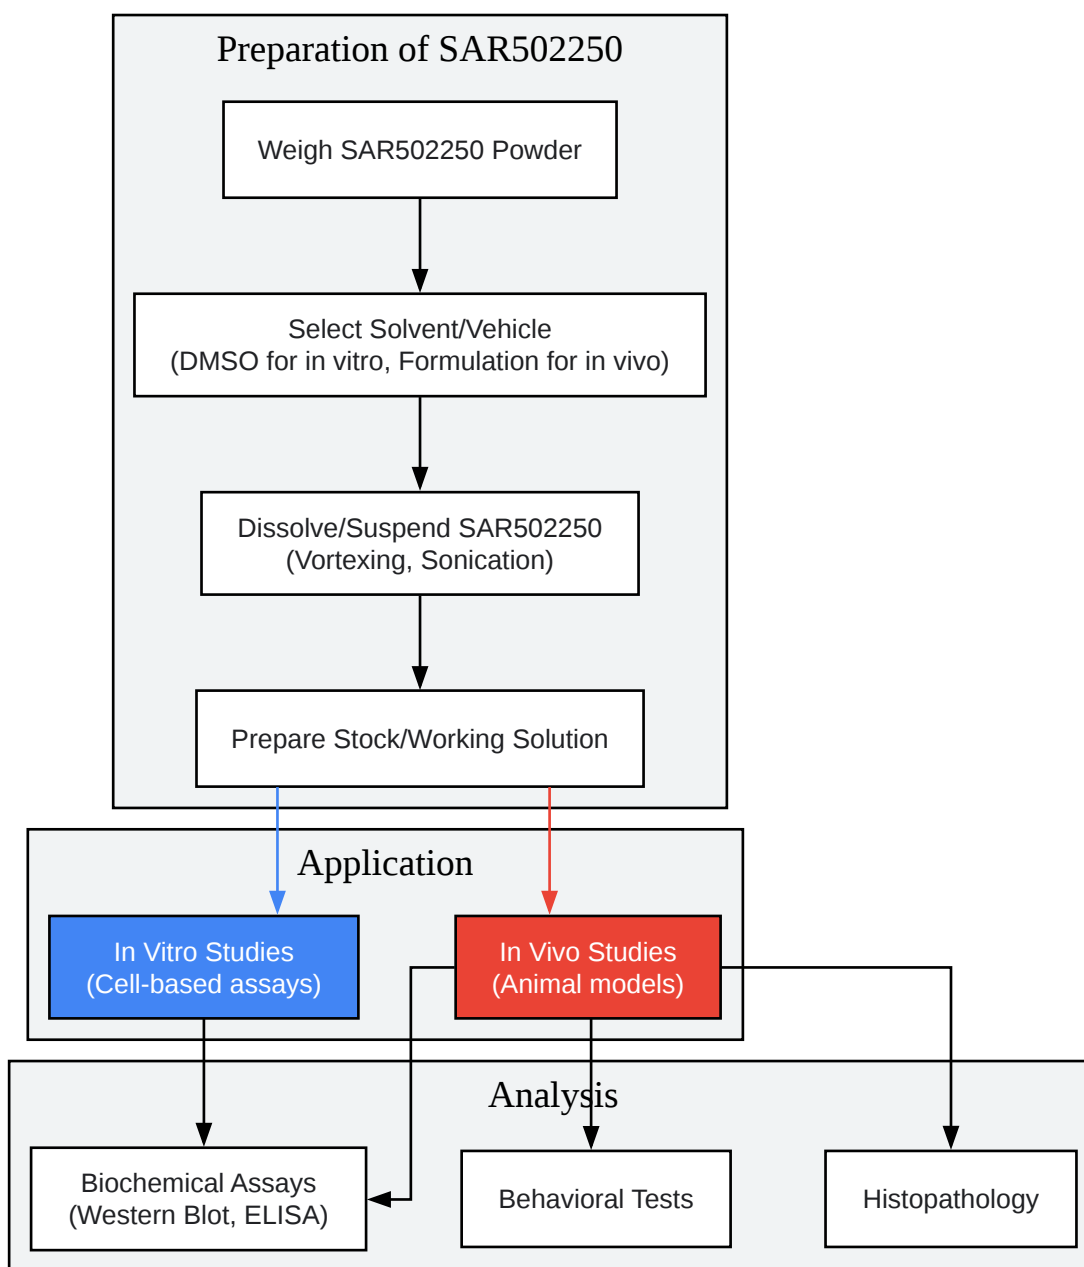 Preparation of SAR502250
Weigh SAR502250 Powder
Select Solvent/Vehicle
(DMSO for in vitro, Formulation for in vivo)
Dissolve/Suspend SAR502250
(Vortexing, Sonication)
Prepare Stock/Working Solution
Application
In Vitro Studies
(Cell-based assays)
In Vivo Studies
(Animal models)
Analysis
Biochemical Assays
(Western Blot, ELISA)
Behavioral Tests
Histopathology